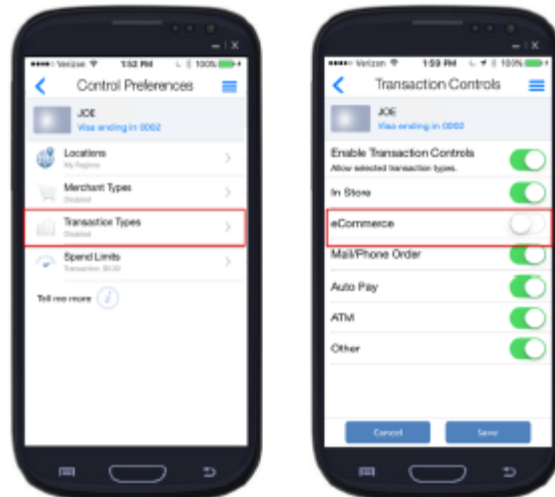 Verizon 1:52 PM 100%
Control Preferences
JOE
Visa ending in 0002
Locations
My Regions
Merchant Types
Disabled
Transaction Types
Disabled
Spend Limits
Tell me more i
Verizon 1:59 PM 100%
Transaction Controls
JOE
Visa ending in 0002
Enable Transaction Controls
Allow selected transaction types.
In Store
eCommerce
Mail/Phone Order
Auto Pay
ATM
Other
Cancel Save